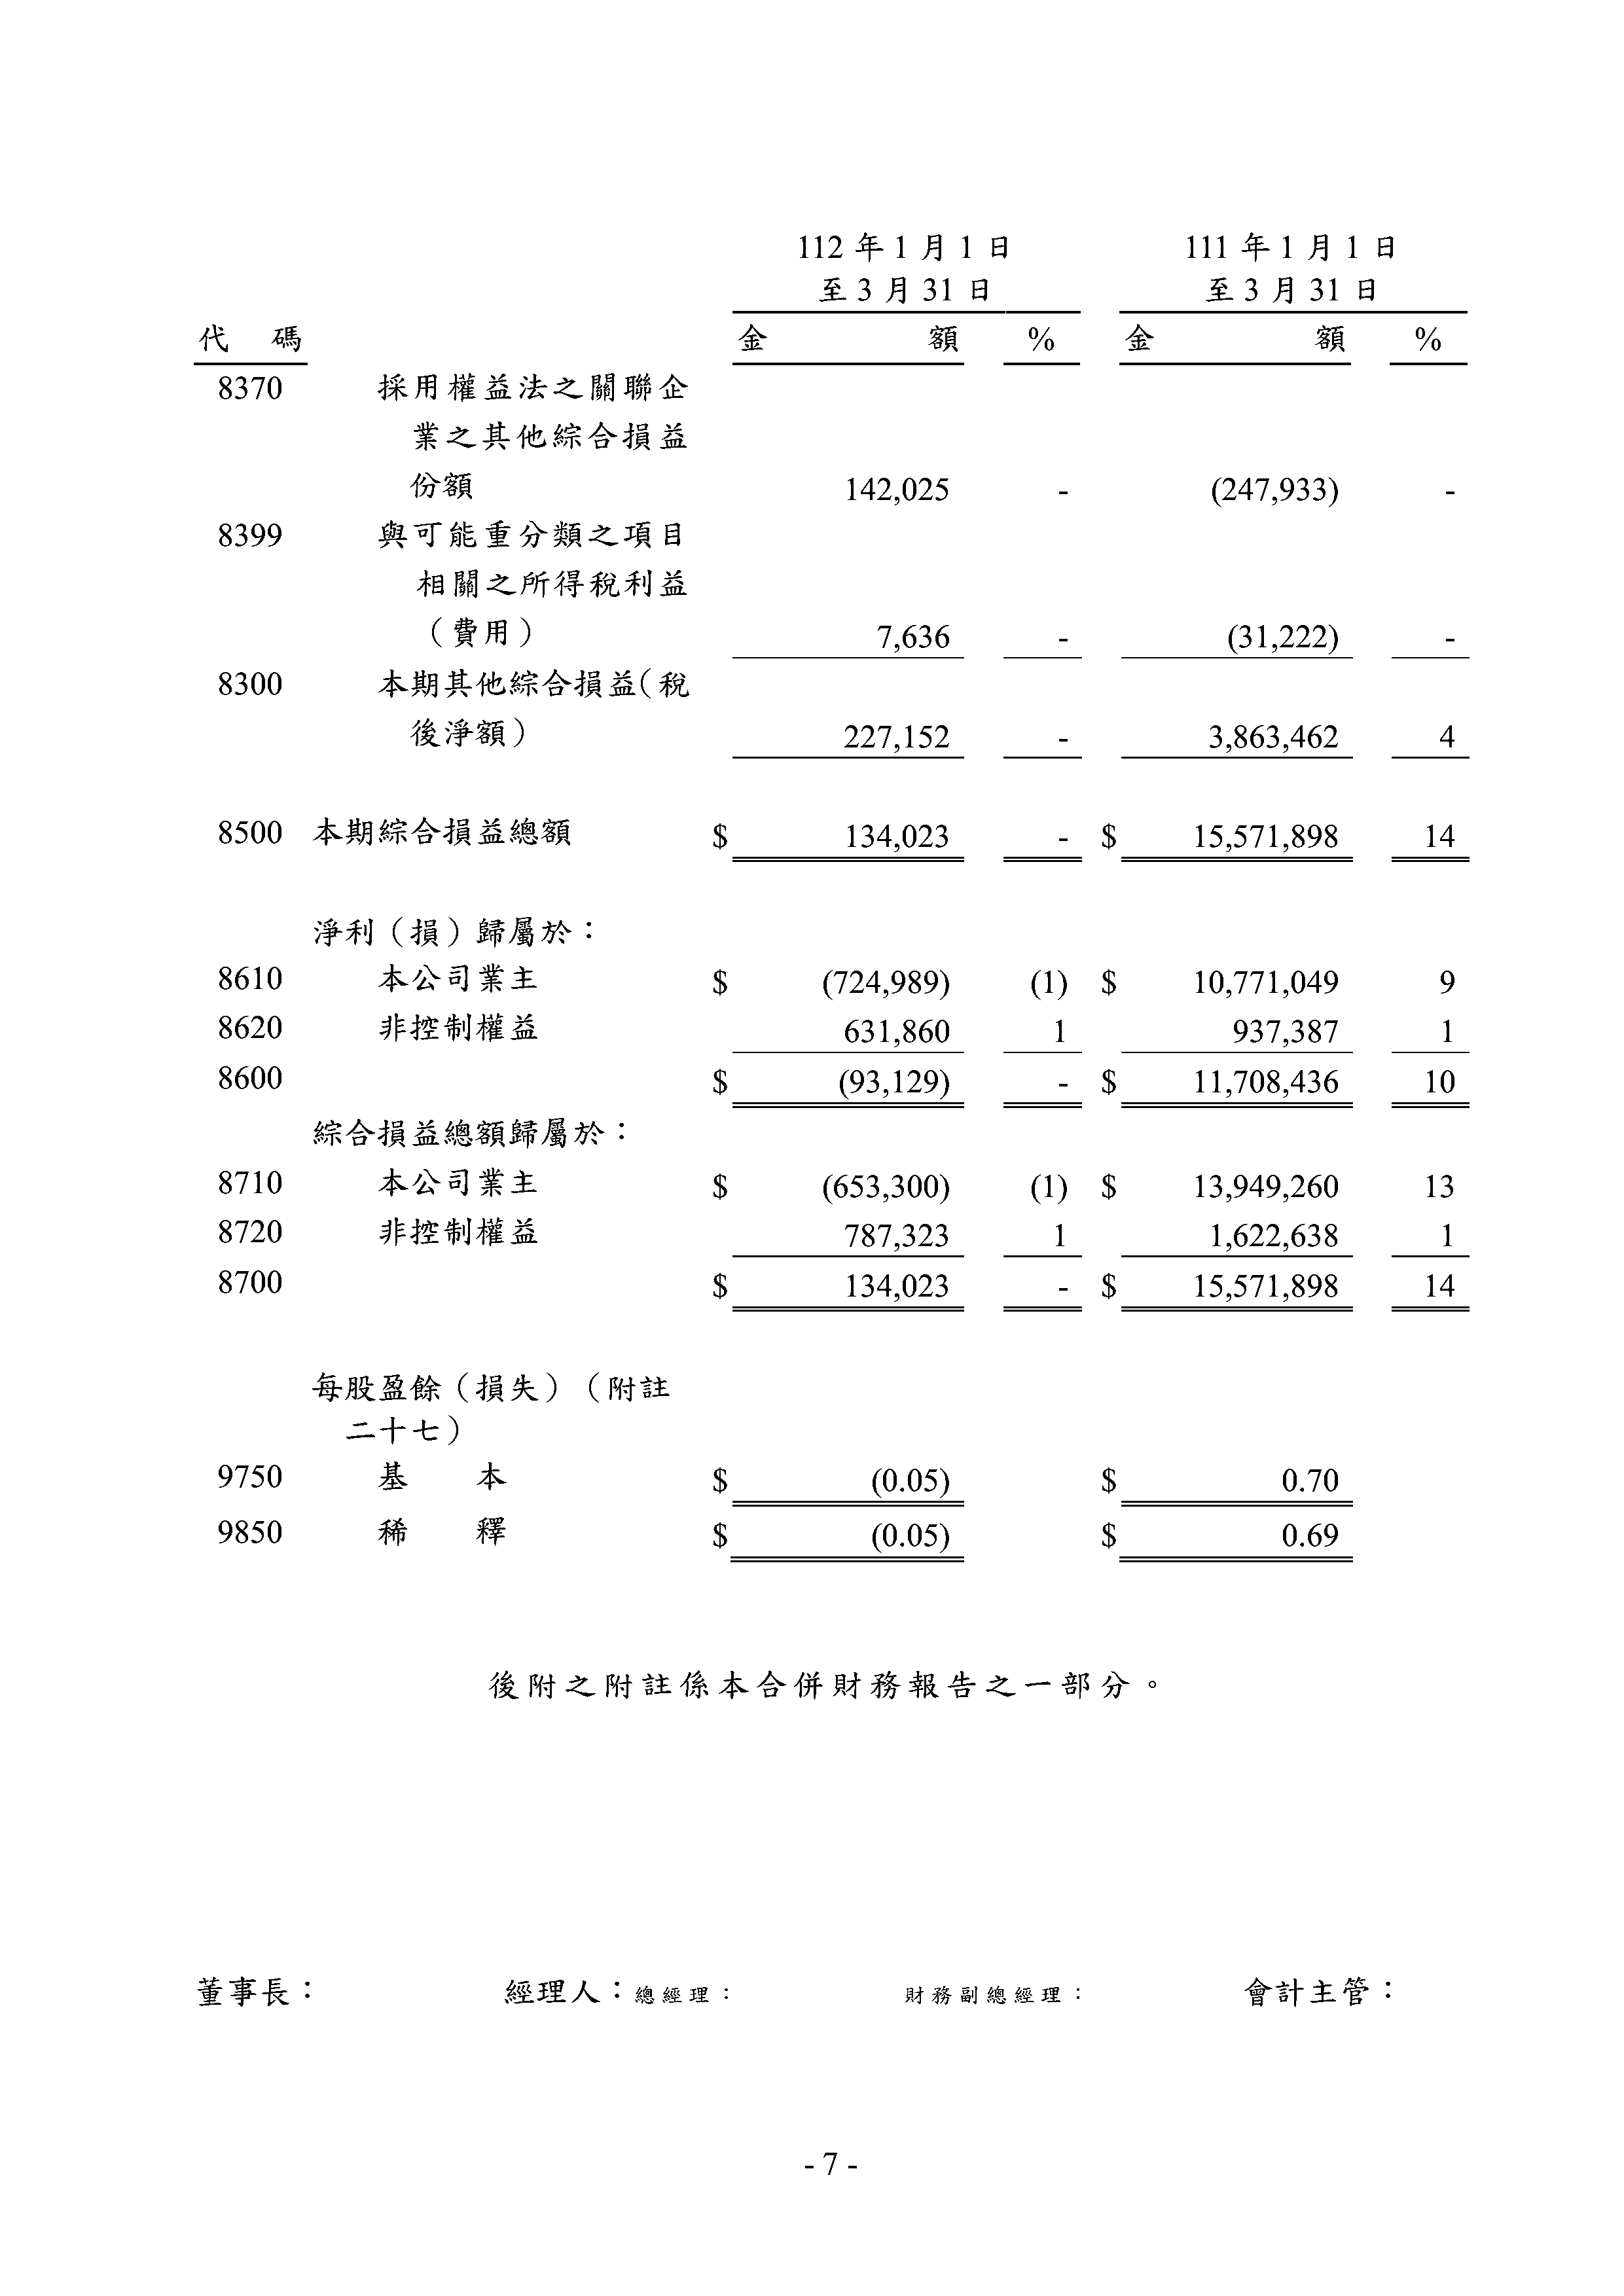 112 年 1 月 1 日 111 年 1 月 1 日
至 3 月 31 日 至 3 月 31 日
代 碼 金 額 % 金 額 %
8370 採用權益法之關聯企
業之其他綜合損益
份額 142,025 - (247,933) -
8399 與可能重分類之項目
相關之所得稅利益
（費用） 7,636 - (31,222) -
8300 本期其他綜合損益（稅
後淨額） 227,152 - 3,863,462 4
8500 本期綜合損益總額 $ 134,023 - $ 15,571,898 14
淨利（損）歸屬於：
8610 本公司業主 $ (724,989) (1) $ 10,771,049 9
8620 非控制權益 631,860 1 937,387 1
8600 $ (93,129) - $ 11,708,436 10
綜合損益總額歸屬於：
8710 本公司業主 $ (653,300) (1) $ 13,949,260 13
8720 非控制權益 787,323 1 1,622,638 1
8700 $ 134,023 - $ 15,571,898 14
每股盈餘（損失）（附註
二十七）
9750 基 本 $ (0.05) $ 0.70
9850 稀 釋 $ (0.05) $ 0.69
後附之附註係本合併財務報告之一部分。
董事長： 經理人：總經理： 財務副總經理： 會計主管：
- 7 -